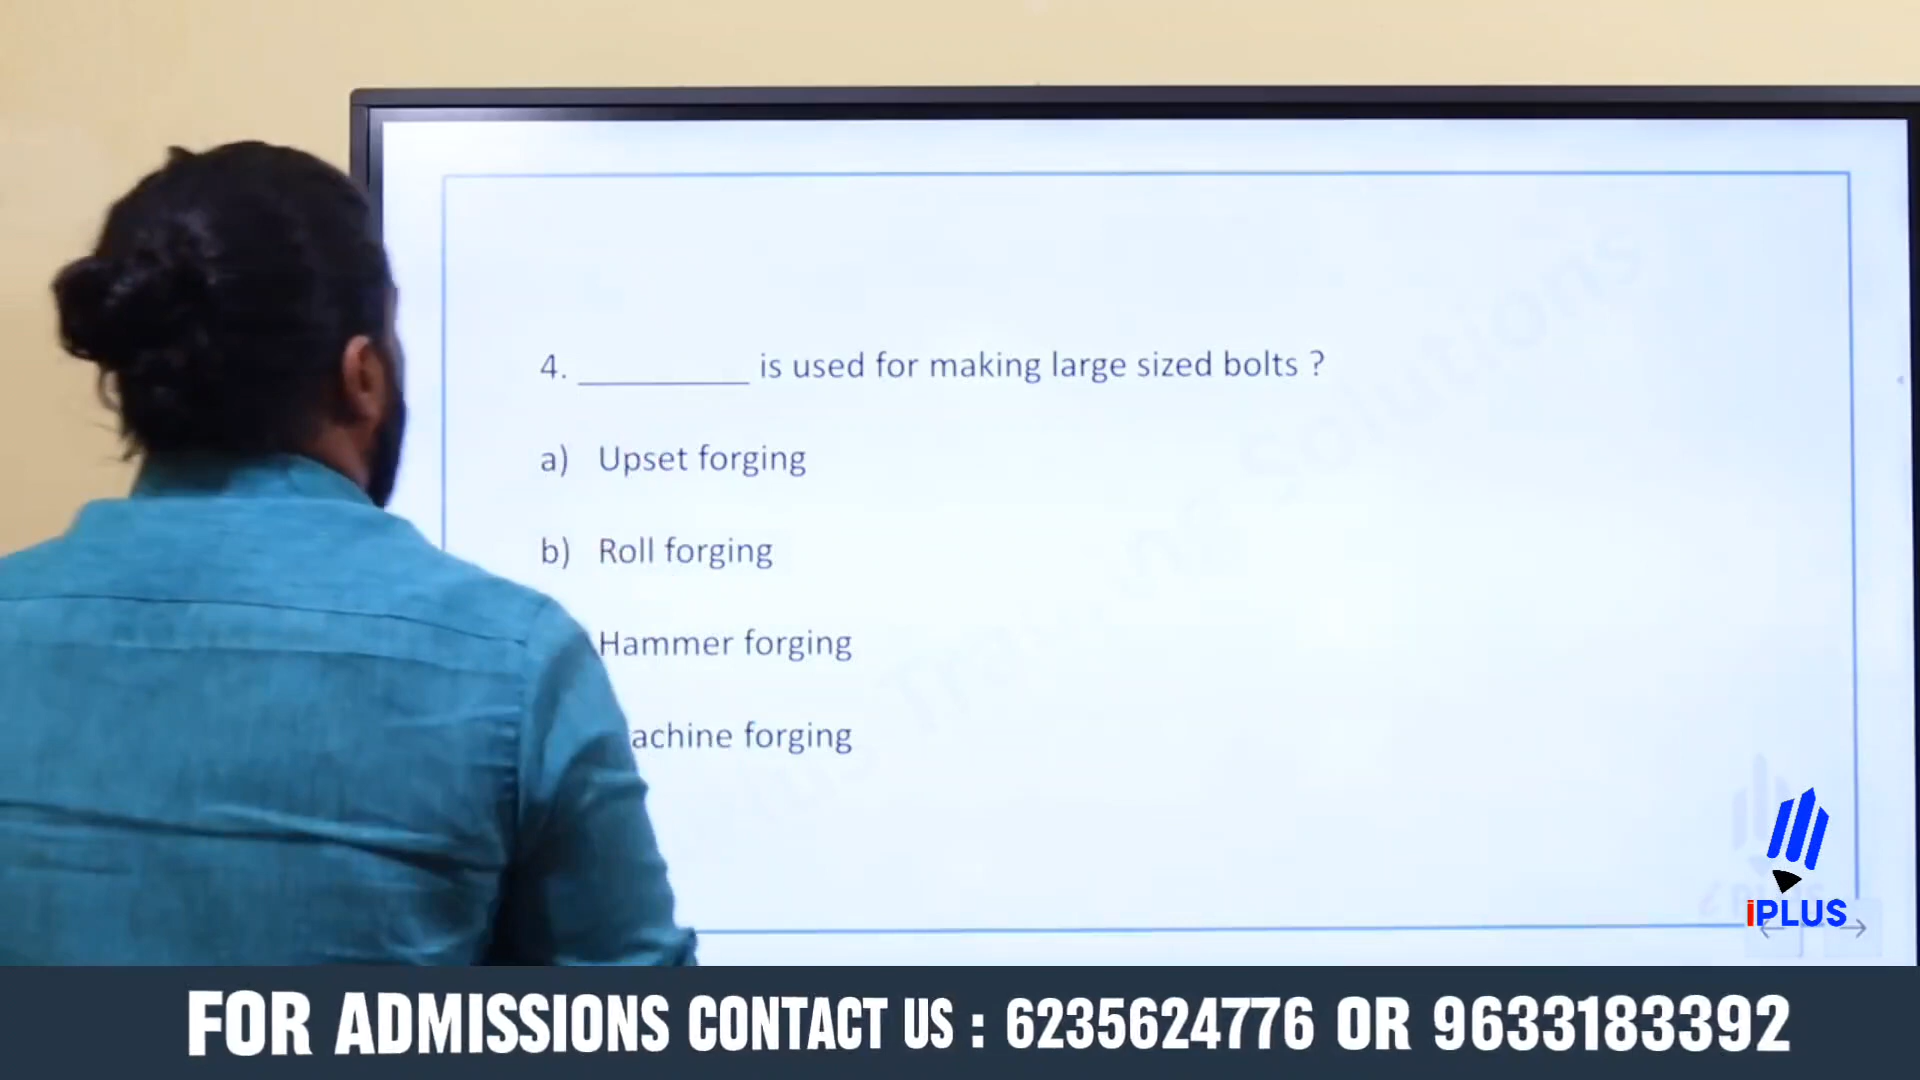 4. _________ is used for making large sized bolts ?
a) Upset forging
b) Roll forging
Hammer forging
achine forging
iPLUS
FOR ADMISSIONS CONTACT US : 6235624776 OR 9633183392